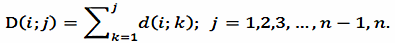 D(i;j) = ∑_{k=1}^{j} d(i;k); j = 1,2,3, …, n − 1, n.